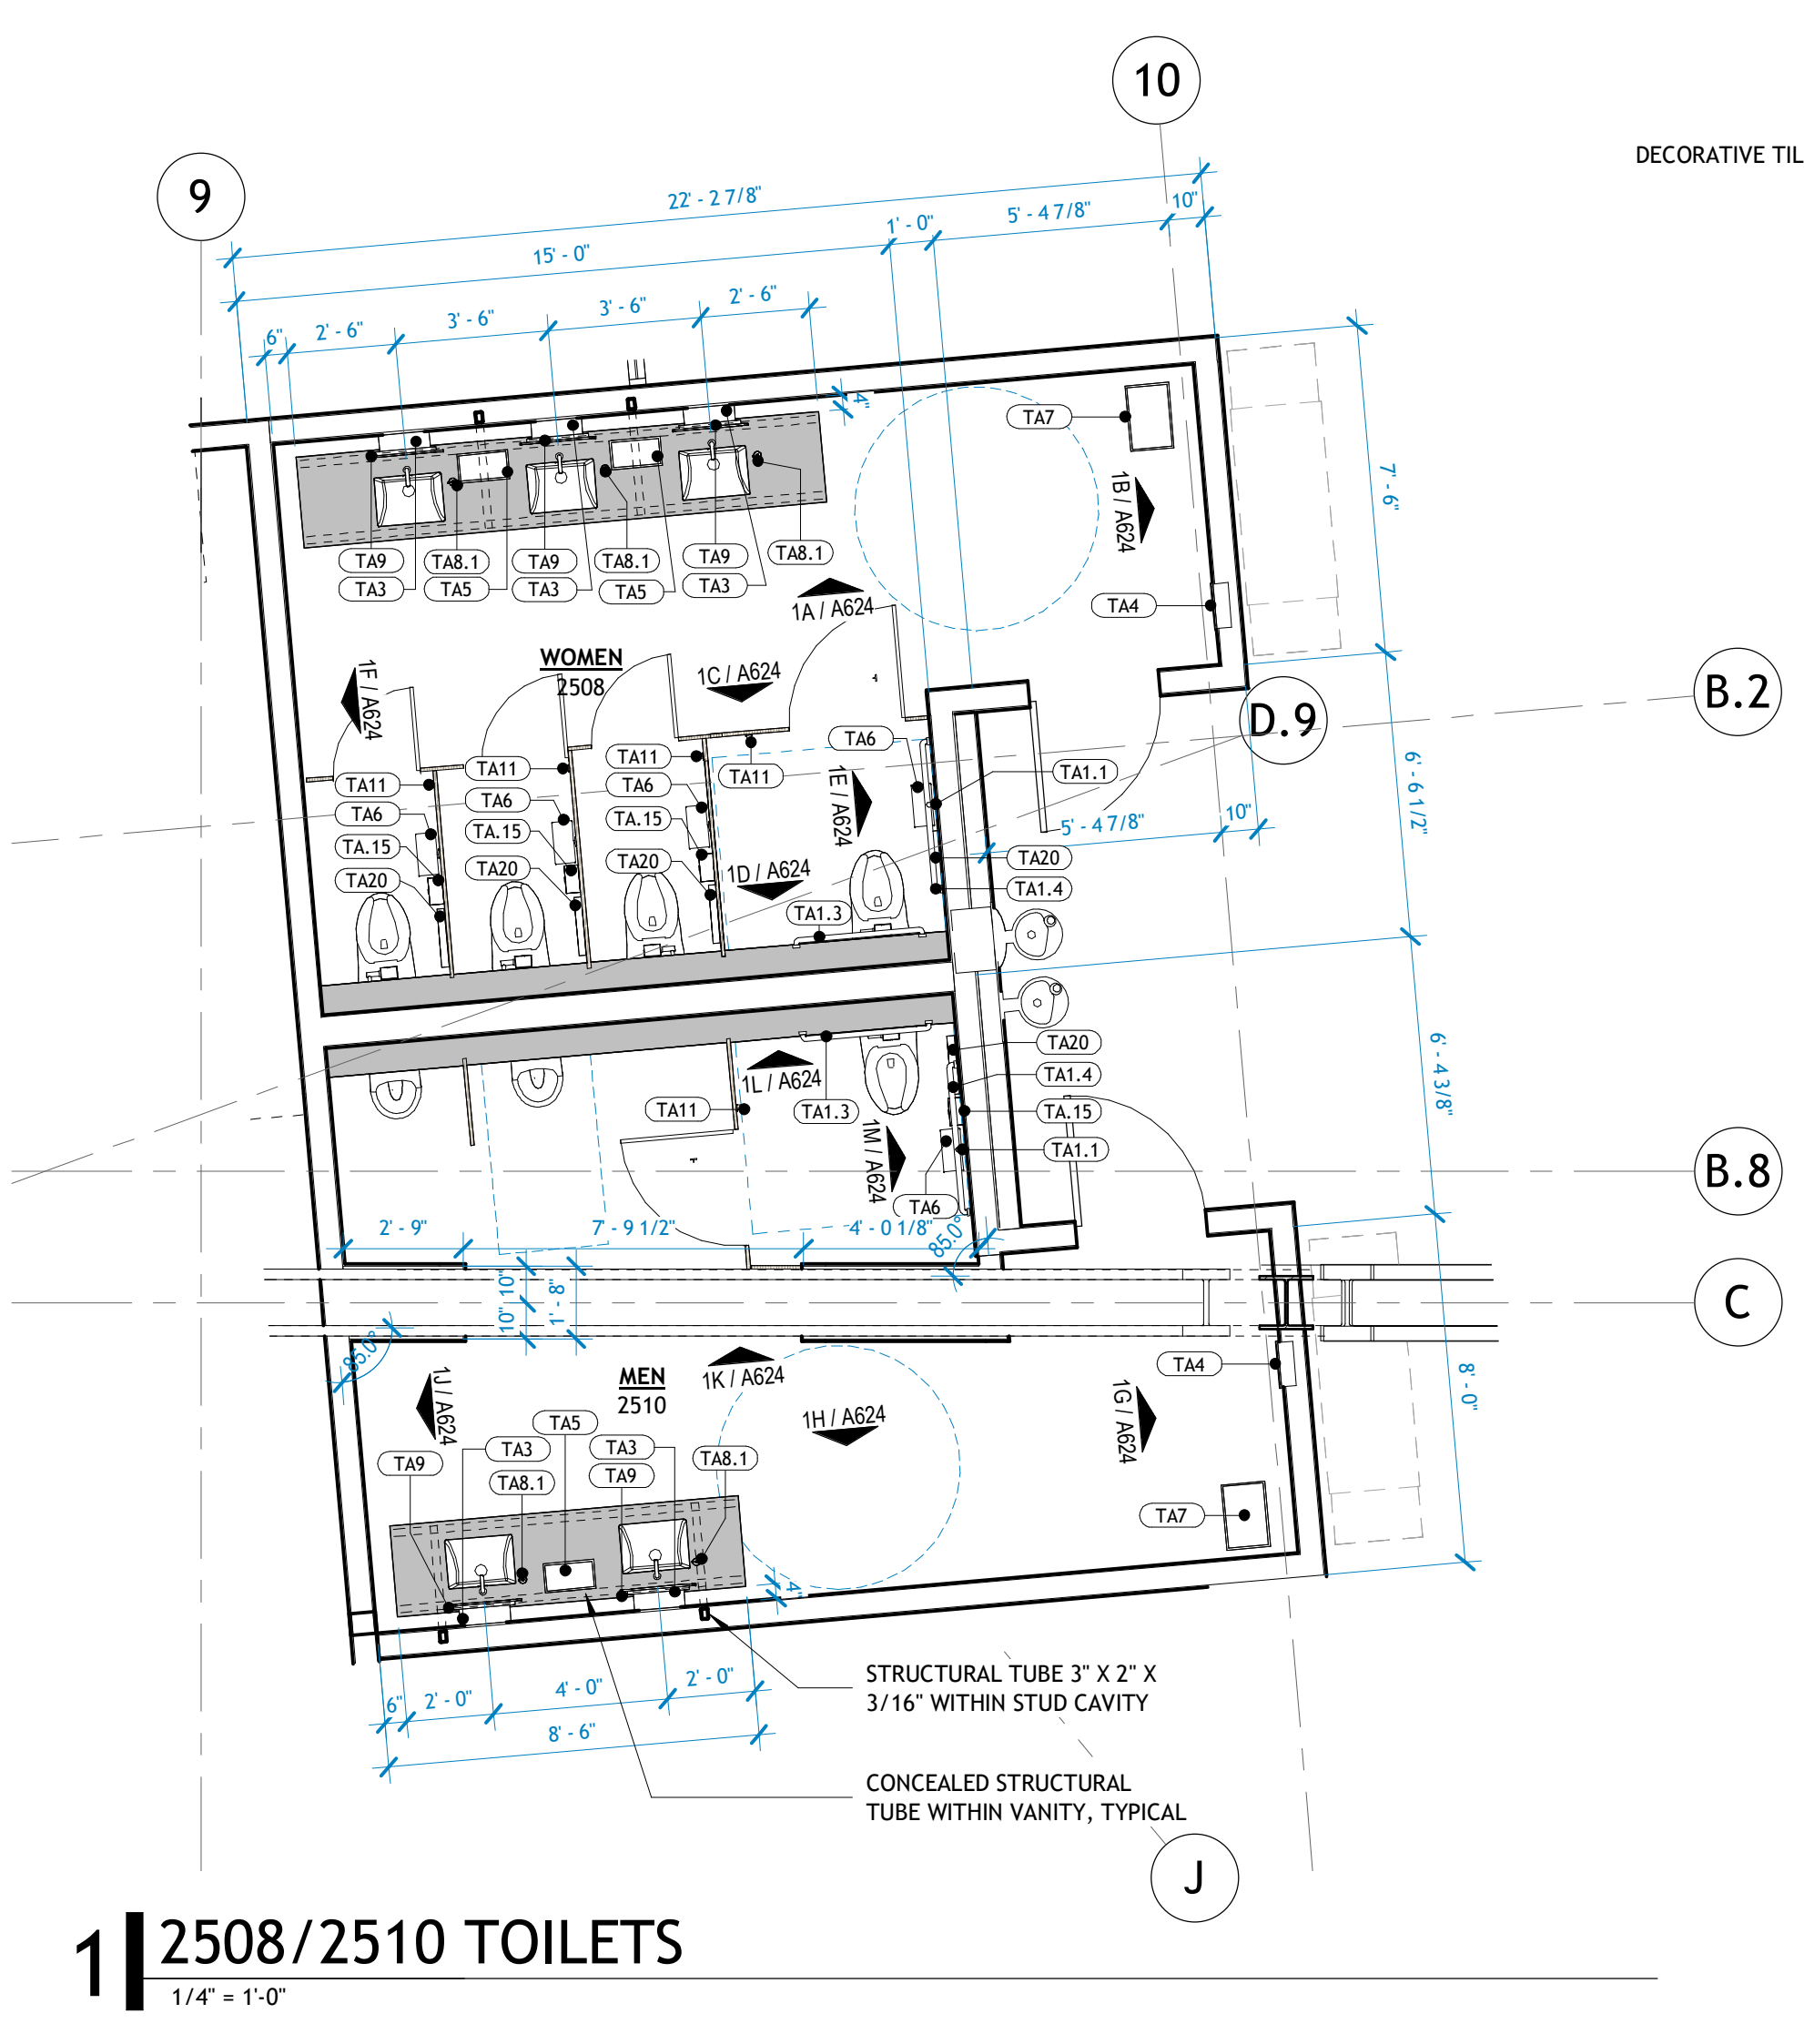 10
DECORATIVE TIL
9
22' - 2 7/8"
10"
5' - 4 7/8"
1' - 0"
15' - 0"
2' - 6"
3' - 6"
3' - 6"
2' - 6"
6"
4"
TA7
7' - 6"
1B / A624
TA9
TA8.1
TA9
TA8.1
TA9
TA8.1
TA3
TA5
TA3
TA5
TA3
TA4
1A / A624
WOMEN
2508
1F / A624
1C / A624
B.2
D.9
TA6
TA11
TA11
TA11
TA11
TA1.1
TA6
TA6
TA6
1E / A624
6' - 6 1/2"
10"
5' - 4 7/8"
TA.15
TA.15
TA.15
TA20
TA20
TA20
TA20
1D / A624
TA1.4
TA1.3
TA20
6' - 4 3/8"
TA1.4
1L / A624
TA11
TA1.3
TA.15
1M / A624
TA1.1
B.8
TA6
2' - 9"
7' - 9 1/2"
4' - 0 1/8"
85.0°
10"
10"
1' - 8"
C
85.0°
MEN
2510
1J / A624
1K / A624
TA4
8' - 0"
1H / A624
1G / A624
TA5
TA3
TA3
TA8.1
TA9
TA8.1
TA9
TA7
4"
STRUCTURAL TUBE 3" X 2" X
3/16" WITHIN STUD CAVITY
6"
2' - 0"
4' - 0"
2' - 0"
8' - 6"
CONCEALED STRUCTURAL
TUBE WITHIN VANITY, TYPICAL
J
1
2508/2510 TOILETS
1/4" = 1'-0"